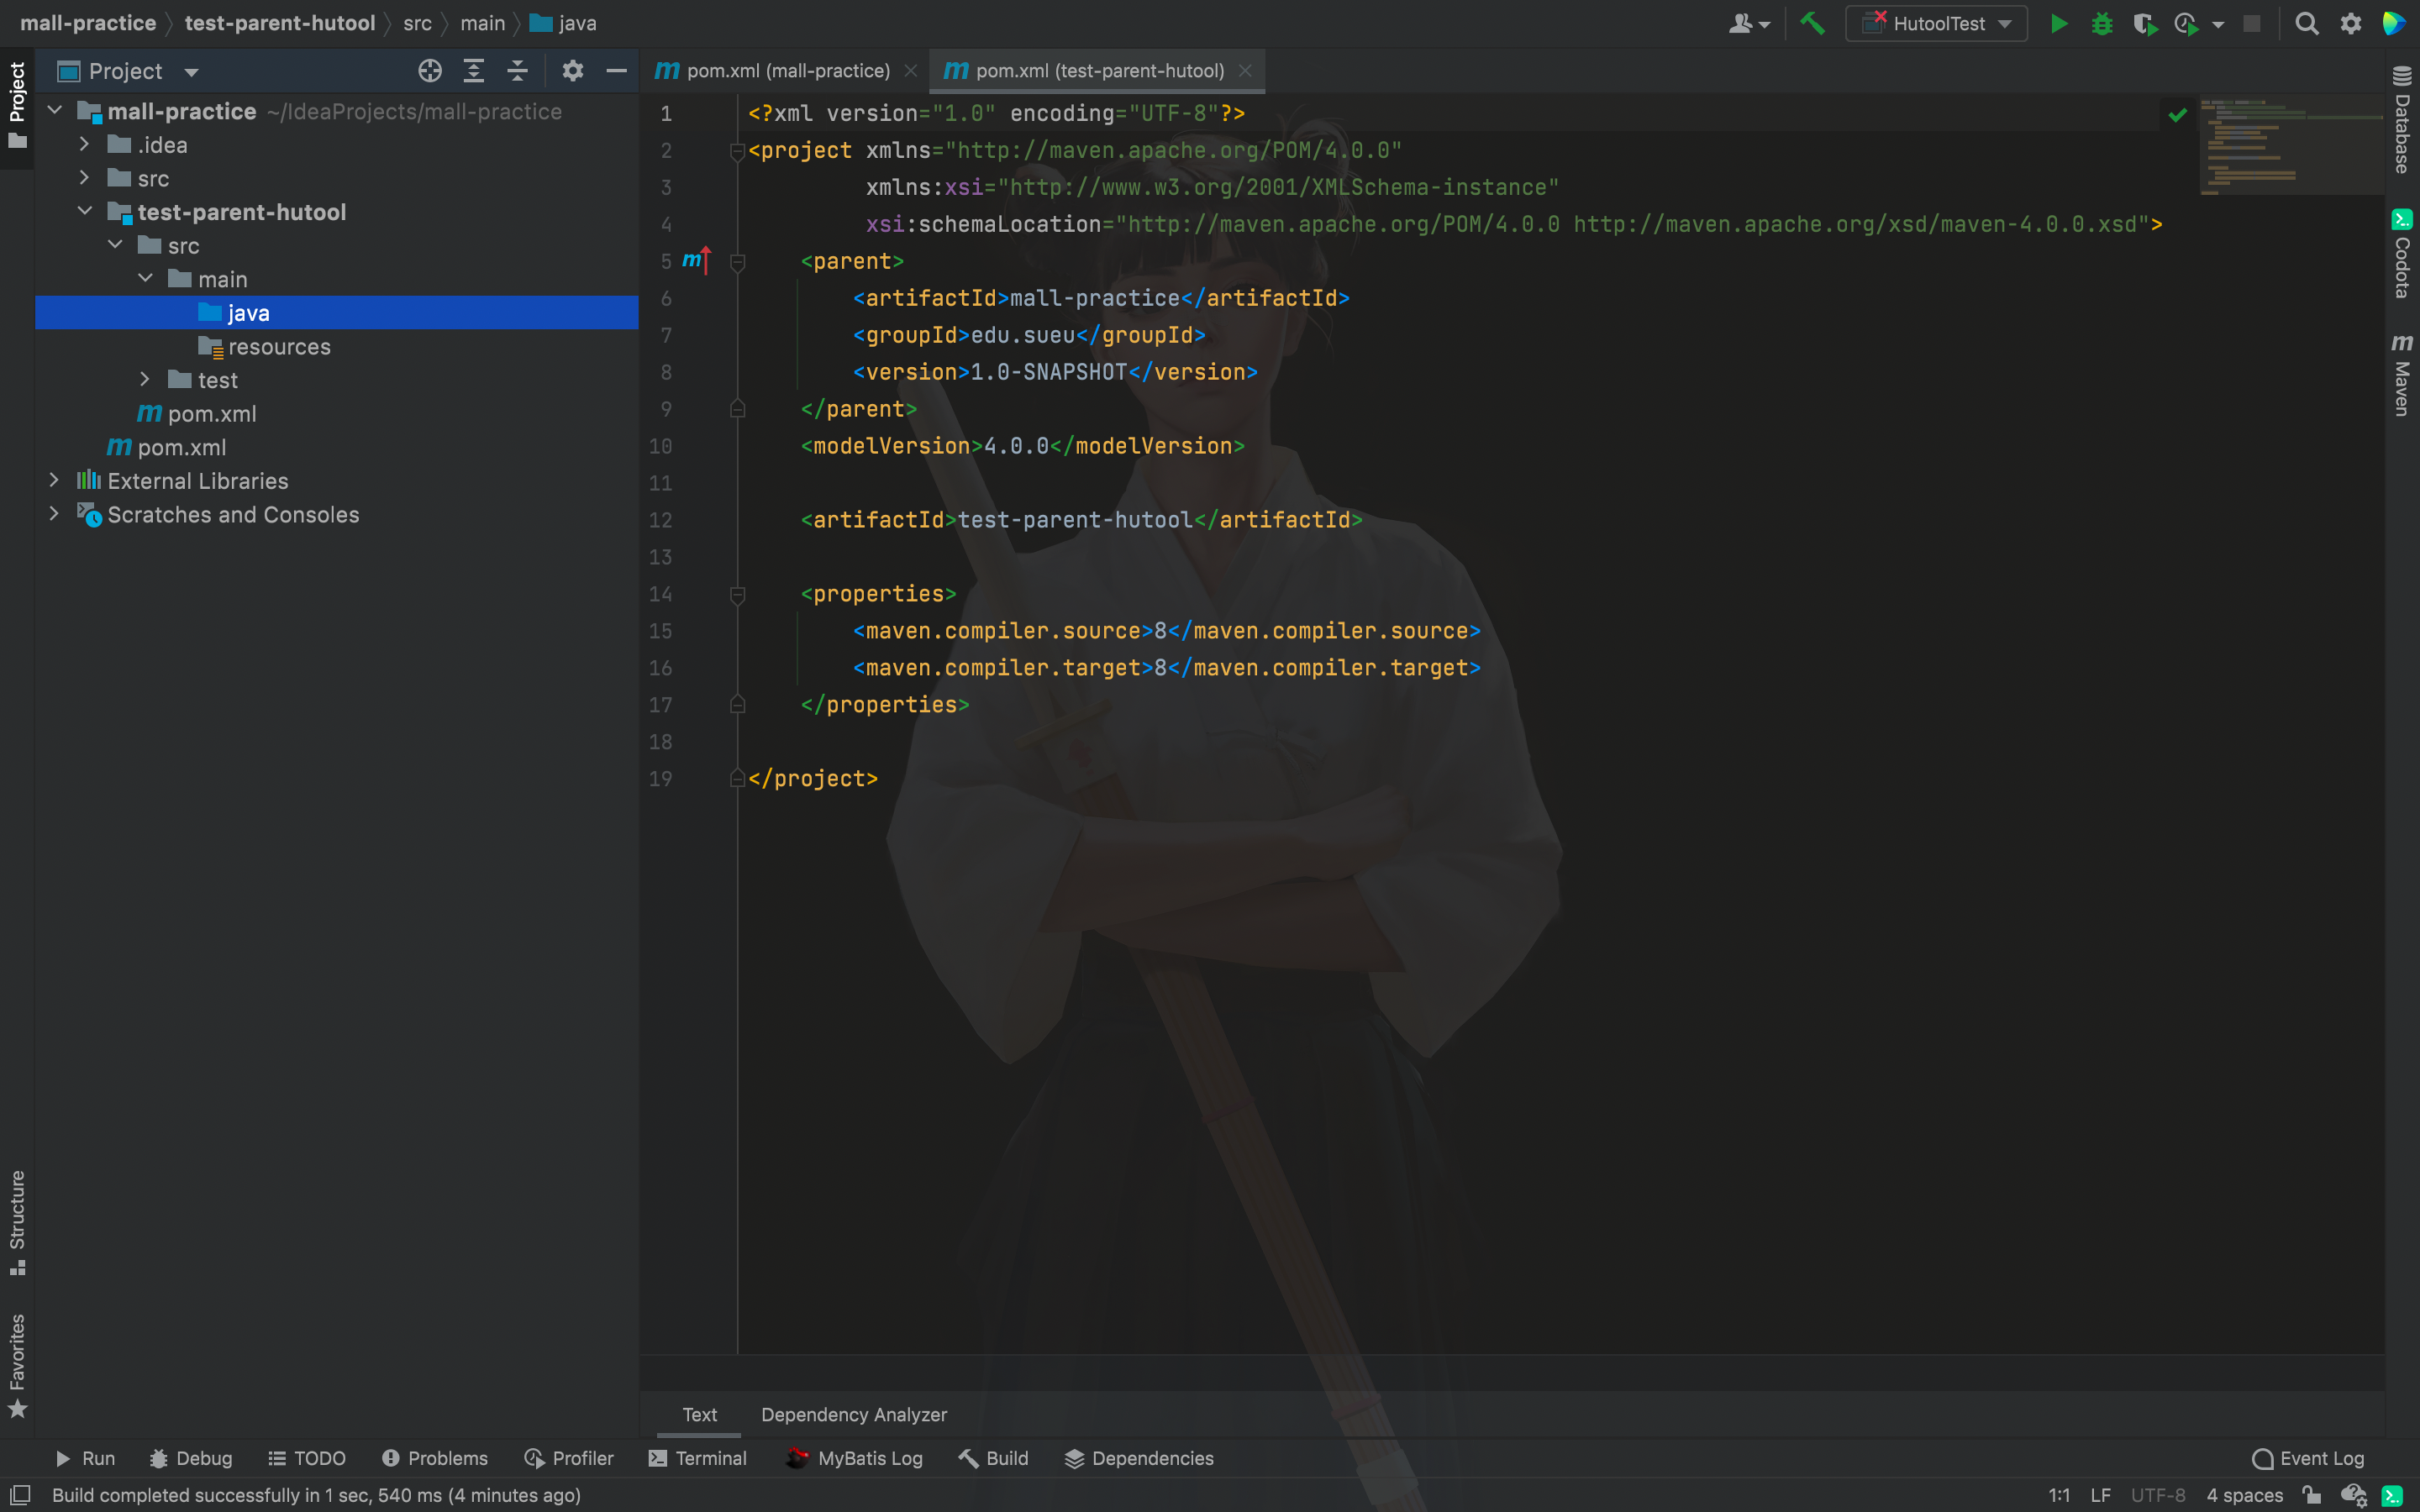 mall-practice test-parent-hutool src main java
HutoolTest
Project
Project
pom.xml (mall-practice)
pom.xml (test-parent-hutool)
mall-practice ~/IdeaProjects/mall-practice
.idea
src
test-parent-hutool
src
main
java
resources
test
pom.xml
pom.xml
External Libraries
Scratches and Consoles
Structure
Favorites
1 <?xml version="1.0" encoding="UTF-8"?>
2 <project xmlns="http://maven.apache.org/POM/4.0.0"
3 xmlns:xsi="http://www.w3.org/2001/XMLSchema-instance"
4 xsi:schemaLocation="http://maven.apache.org/POM/4.0.0 http://maven.apache.org/xsd/maven-4.0.0.xsd">
5 m <parent>
6 <artifactId>mall-practice</artifactId>
7 <groupId>edu.sueu</groupId>
8 <version>1.0-SNAPSHOT</version>
9 </parent>
10 <modelVersion>4.0.0</modelVersion>
11
12 <artifactId>test-parent-hutool</artifactId>
13
14 <properties>
15 <maven.compiler.source>8</maven.compiler.source>
16 <maven.compiler.target>8</maven.compiler.target>
17 </properties>
18
19 </project>
Database
Codota
Maven
Text Dependency Analyzer
Run Debug TODO Problems Profiler Terminal MyBatis Log Build Dependencies Event Log
Build completed successfully in 1 sec, 540 ms (4 minutes ago) 1:1 LF UTF-8 4 spaces